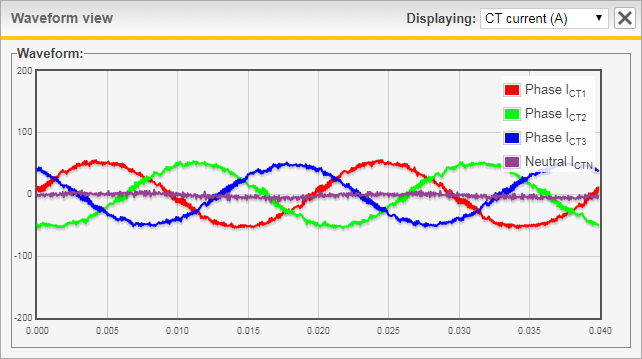 Waveform view
Displaying: CT current (A)
Waveform:
200
100
0
-100
-200
Phase ICT1
Phase ICT2
Phase ICT3
Neutral ICTN
0.000 0.005 0.010 0.015 0.020 0.025 0.030 0.035 0.040